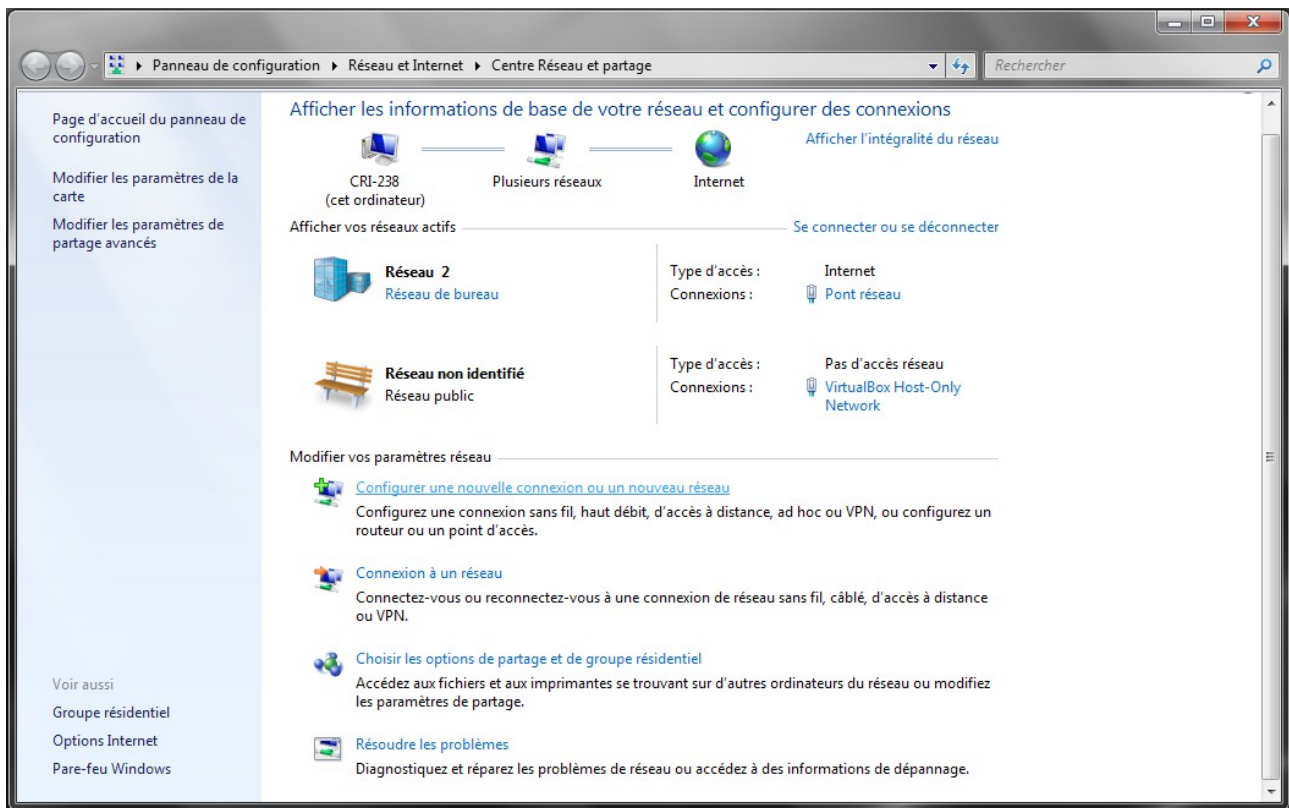 Panneau de configuration ▸ Réseau et Internet ▸ Centre Réseau et partage
Rechercher
Page d'accueil du panneau de
configuration
Modifier les paramètres de la
carte
Modifier les paramètres de
partage avancés
Voir aussi
Groupe résidentiel
Options Internet
Pare-feu Windows
Afficher les informations de base de votre réseau et configurer des connexions
Afficher l'intégralité du réseau
CRI-238
(cet ordinateur)
Plusieurs réseaux
Internet
Afficher vos réseaux actifs
Se connecter ou se déconnecter
Réseau 2
Réseau de bureau
Type d'accès : Internet
Connexions : Pont réseau
Réseau non identifié
Réseau public
Type d'accès : Pas d'accès réseau
Connexions : VirtualBox Host-Only
Network
Modifier vos paramètres réseau
Configurer une nouvelle connexion ou un nouveau réseau
Configurez une connexion sans fil, haut débit, d'accès à distance, ad hoc ou VPN, ou configurez un
routeur ou un point d'accès.
Connexion à un réseau
Connectez-vous ou reconnectez-vous à une connexion de réseau sans fil, câblé, d'accès à distance
ou VPN.
Choisir les options de partage et de groupe résidentiel
Accédez aux fichiers et aux imprimantes se trouvant sur d'autres ordinateurs du réseau ou modifiez
les paramètres de partage.
Résoudre les problèmes
Diagnostiquez et réparez les problèmes de réseau ou accédez à des informations de dépannage.